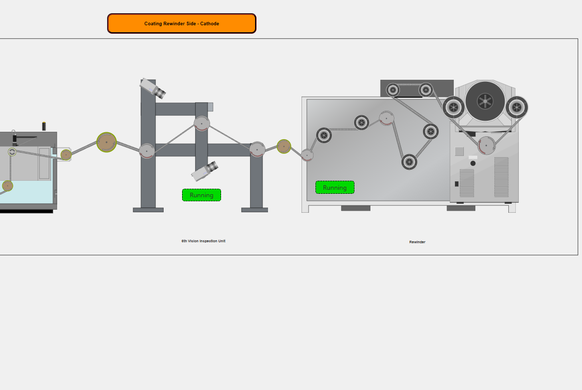 Coating Rewinder Side - Cathode
Running
Running
6th Vision Inspection Unit
Rewinder